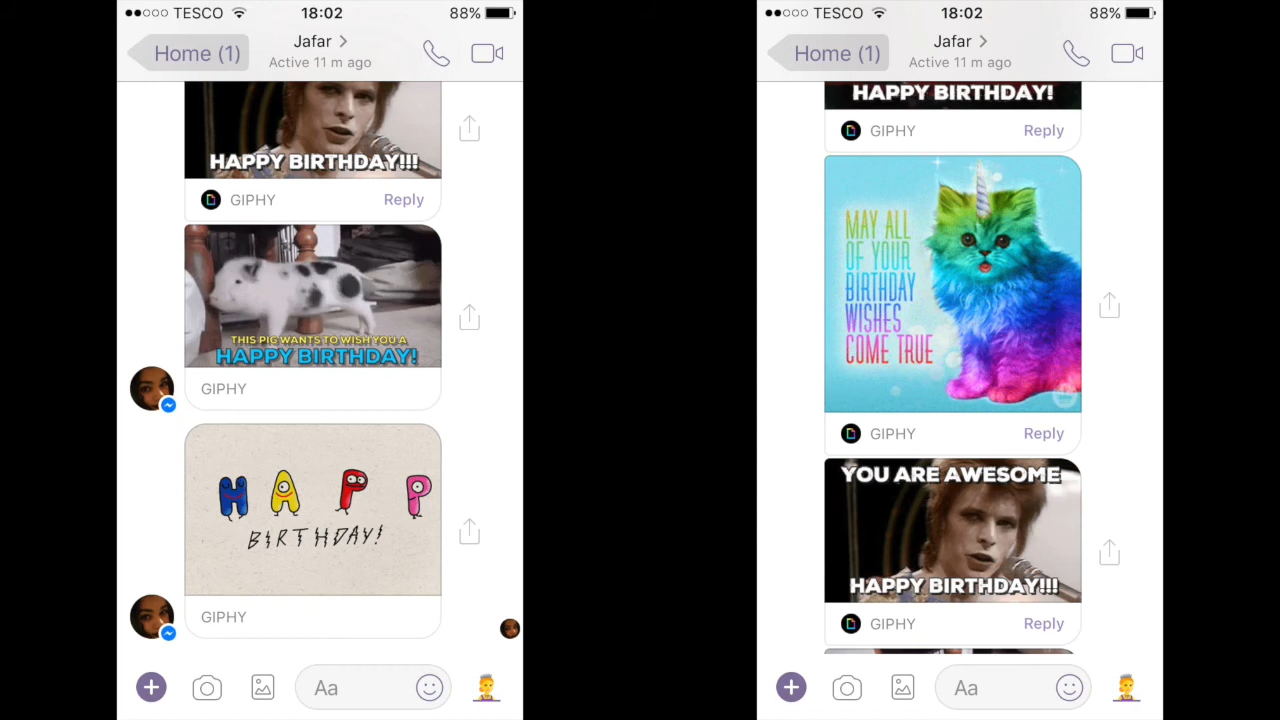 TESCO
18:02
88%
Home (1)
Jafar
Active 11 m ago
HAPPY BIRTHDAY!!!
GIPHY
Reply
THIS PIG WANTS TO WISH YOU A
HAPPY BIRTHDAY!
GIPHY
HAPP
BIRTHDAY!
GIPHY
Aa
TESCO
18:02
88%
Home (1)
Jafar
Active 11 m ago
HAPPY BIRTHDAY!
GIPHY
Reply
MAY ALL
OF YOUR
BIRTHDAY
WISHES
COME TRUE
GIPHY
Reply
YOU ARE AWESOME
HAPPY BIRTHDAY!!!
GIPHY
Reply
Aa